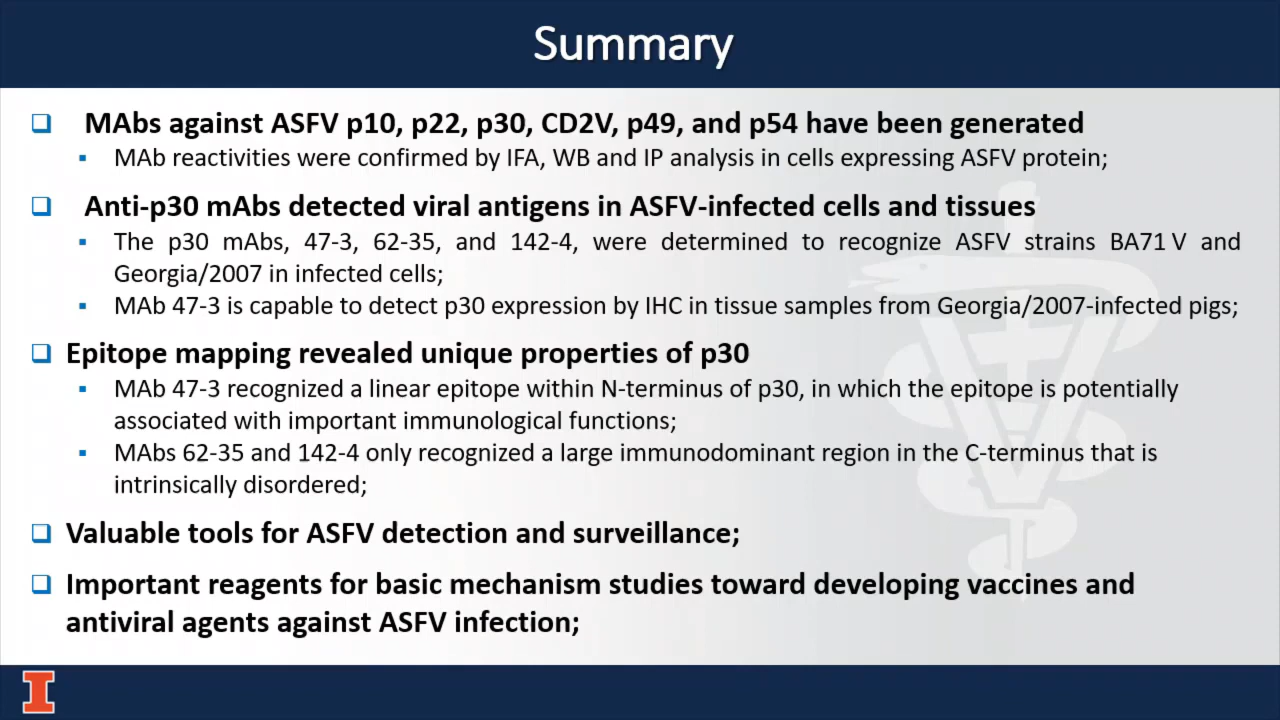 Summary
MAbs against ASFV p10, p22, p30, CD2V, p49, and p54 have been generated
MAb reactivities were confirmed by IFA, WB and IP analysis in cells expressing ASFV protein;
Anti-p30 mAbs detected viral antigens in ASFV-infected cells and tissues
The p30 mAbs, 47-3, 62-35, and 142-4, were determined to recognize ASFV strains BA71 V and
Georgia/2007 in infected cells;
MAb 47-3 is capable to detect p30 expression by IHC in tissue samples from Georgia/2007-infected pigs;
Epitope mapping revealed unique properties of p30
MAb 47-3 recognized a linear epitope within N-terminus of p30, in which the epitope is potentially
associated with important immunological functions;
MAbs 62-35 and 142-4 only recognized a large immunodominant region in the C-terminus that is
intrinsically disordered;
Valuable tools for ASFV detection and surveillance;
Important reagents for basic mechanism studies toward developing vaccines and
antiviral agents against ASFV infection;
I